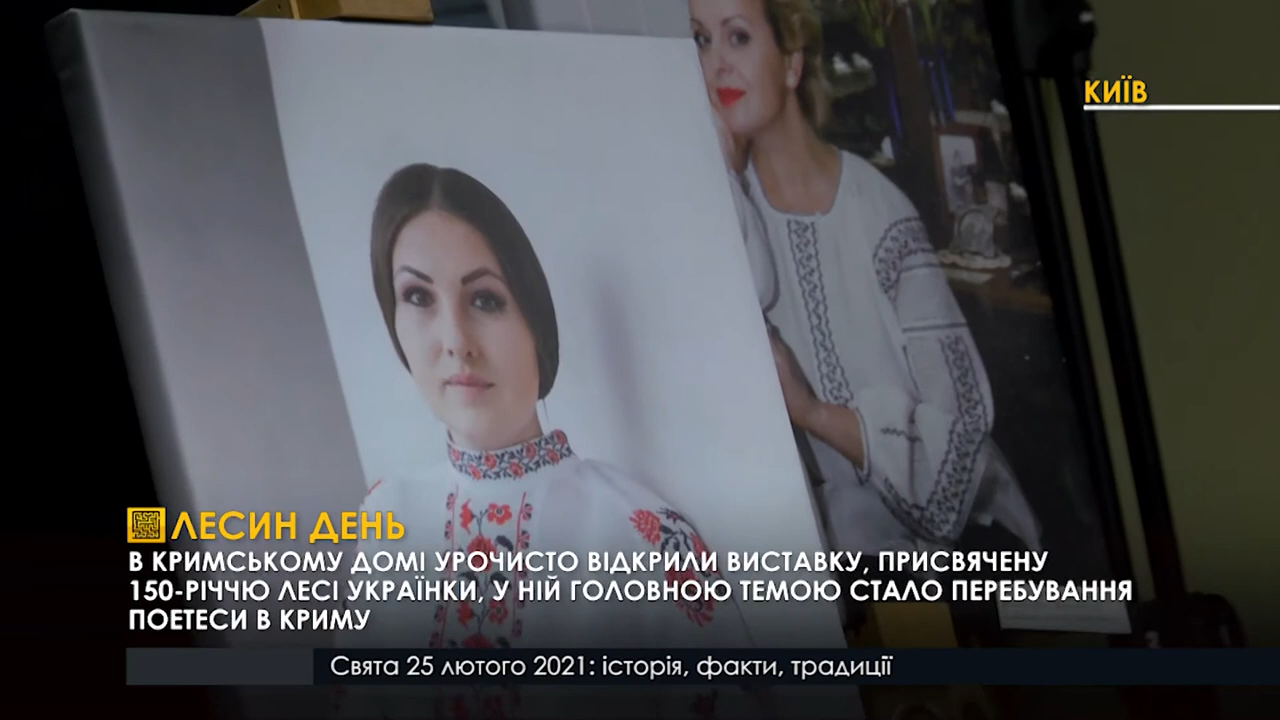 КИЇВ
ЛЕСИН ДЕНЬ
В КРИМСЬКОМУ ДОМІ УРОЧИСТО ВІДКРИЛИ ВИСТАВКУ, ПРИСВЯЧЕНУ
150-РІЧЧЮ ЛЕСІ УКРАЇНКИ, У НІЙ ГОЛОВНОЮ ТЕМОЮ СТАЛО ПЕРЕБУВАННЯ
ПОЕТЕСИ В КРИМУ
Свята 25 лютого 2021: історія, факти, традиції